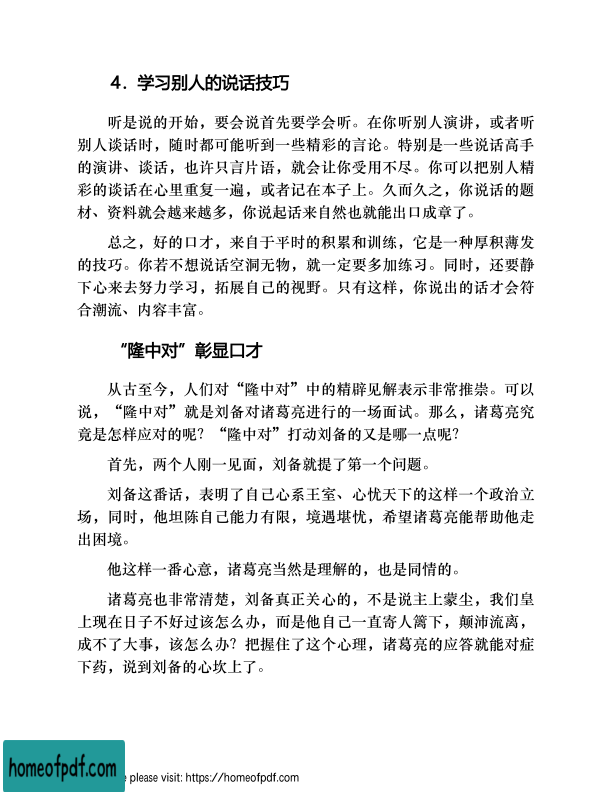 4．学习别人的说话技巧
听是说的开始，要会说首先要学会听。在你听别人演讲，或者听
别人谈话时，随时都可能听到一些精彩的言论。特别是一些说话高手
的演讲、谈话，也许只言片语，就会让你受用不尽。你可以把别人精
彩的谈话在心里重复一遍，或者记在本子上。久而久之，你说话的题
材、资料就会越来越多，你说起话来自然也就能出口成章了。
总之，好的口才，来自于平时的积累和训练，它是一种厚积薄发
的技巧。你若不想说话空洞无物，就一定要多加练习。同时，还要静
下心来去努力学习，拓展自己的视野。只有这样，你说出的话才会符
合潮流、内容丰富。
“隆中对”彰显口才
从古至今，人们对“隆中对”中的精辟见解表示非常推崇。可以
说，“隆中对”就是刘备对诸葛亮进行的一场面试。那么，诸葛亮究
竟是怎样应对的呢？“隆中对”打动刘备的又是哪一点呢？
首先，两个人刚一见面，刘备就提了第一个问题。
刘备这番话，表明了自己心系王室、心忧天下的这样一个政治立
场，同时，他坦陈自己能力有限，境遇堪忧，希望诸葛亮能帮助他走
出困境。
他这样一番心意，诸葛亮当然是理解的，也是同情的。
诸葛亮也非常清楚，刘备真正关心的，不是说主上蒙尘，我们皇
上现在日子不好过该怎么办，而是他自己一直寄人篱下，颠沛流离，
成不了大事，该怎么办？把握住了这个心理，诸葛亮的应答就能对症
下药，说到刘备的心坎上了。
homeofpdf.com
e please visit: https://homeofpdf.com